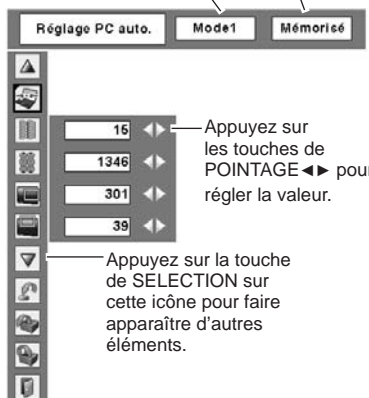 Réglage PC auto. Mode1 Mémorisé
15
Appuyez sur
les touches de
1346
POINTAGE◄► pour
301
régler la valeur.
39
Appuyez sur la touche
de SELECTION sur
cette icône pour faire
apparaître d'autres
éléments.